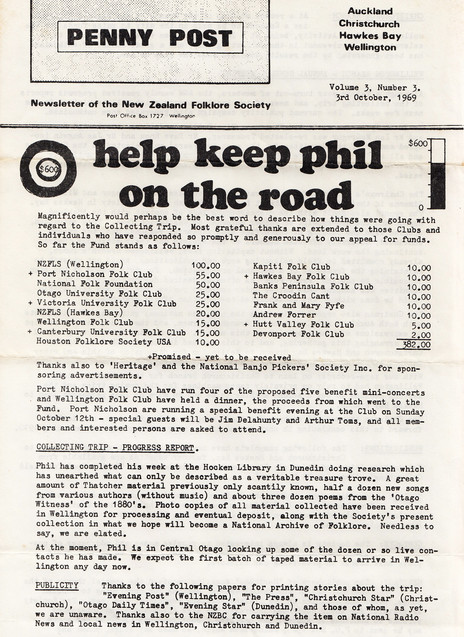 PENNY POST
Auckland
Christchurch
Hawkes Bay
Wellington
Volume 3, Number 3.
3rd October, 1969
Newsletter of the New Zealand Folklore Society
Post Office Box 1727 Wellington
$600
help keep phil
on the road
$600
0
Magnificently would perhaps be the best word to describe how things were going with
regard to the Collecting Trip. Most grateful thanks are extended to those Clubs and
individuals who have responded so promptly and generously to our appeal for funds.
So far the Fund stands as follows:
NZFLS (Wellington) 100.00
+ Port Nicholson Folk Club 55.00
National Folk Foundation 50.00
Otago University Folk Club 25.00
+ Victoria University Folk Club 25.00
NZFLS (Hawkes Bay) 20.00
Wellington Folk Club 15.00
+ Canterbury University Folk Club 15.00
Houston Folklore Society USA 10.00
Kapiti Folk Club 10.00
+ Hawkes Bay Folk Club 10.00
Banks Peninsula Folk Club 10.00
The Croodin Cant 10.00
Frank and Mary Fyfe 10.00
Andrew Forrer 10.00
+ Hutt Valley Folk Club 5.00
Devonport Folk Club 2.00
382.00
+Promised - yet to be received
Thanks also to 'Heritage' and the National Banjo Pickers' Society Inc. for spon-
soring advertisements.
Port Nicholson Folk Club have run four of the proposed five benefit mini-concerts
and Wellington Folk Club have held a dinner, the proceeds from which went to the
Fund. Port Nicholson are running a special benefit evening at the Club on Sunday
October 12th - special guests will be Jim Delahunty and Arthur Toms, and all mem-
bers and interested persons are asked to attend.
COLLECTING TRIP - PROGRESS REPORT.
Phil has completed his week at the Hooken Library in Dunedin doing research which
has unearthed what can only be described as a veritable treasure trove. A great
amount of Thatcher material previously only scantily known, half a dozen new songs
from various authors (without music) and about three dozen poems from the 'Otago
Witness' of the 1880's. Photo copies of all material collected have been received
in Wellington for processing and eventual deposit, along with the Society's present
collection in what we hope will become a National Archive of Folklore. Needless to
say, we are elated.
At the moment, Phil is in Central Otago looking up some of the dozen or so live con-
tacts he has made. We expect the first batch of taped material to arrive in Wel-
lington any day now.
PUBLICITY Thanks to the following papers for printing stories about the trip:
"Evening Post" (Wellington), "The Press", "Christchurch Star" (Christ-
church), "Otago Daily Times", "Evening Star" (Dunedin), and those of whom, as yet,
we are unaware. Thanks also to the NZBC for carrying the item on National Radio
News and local news in Wellington, Christchurch and Dunedin.